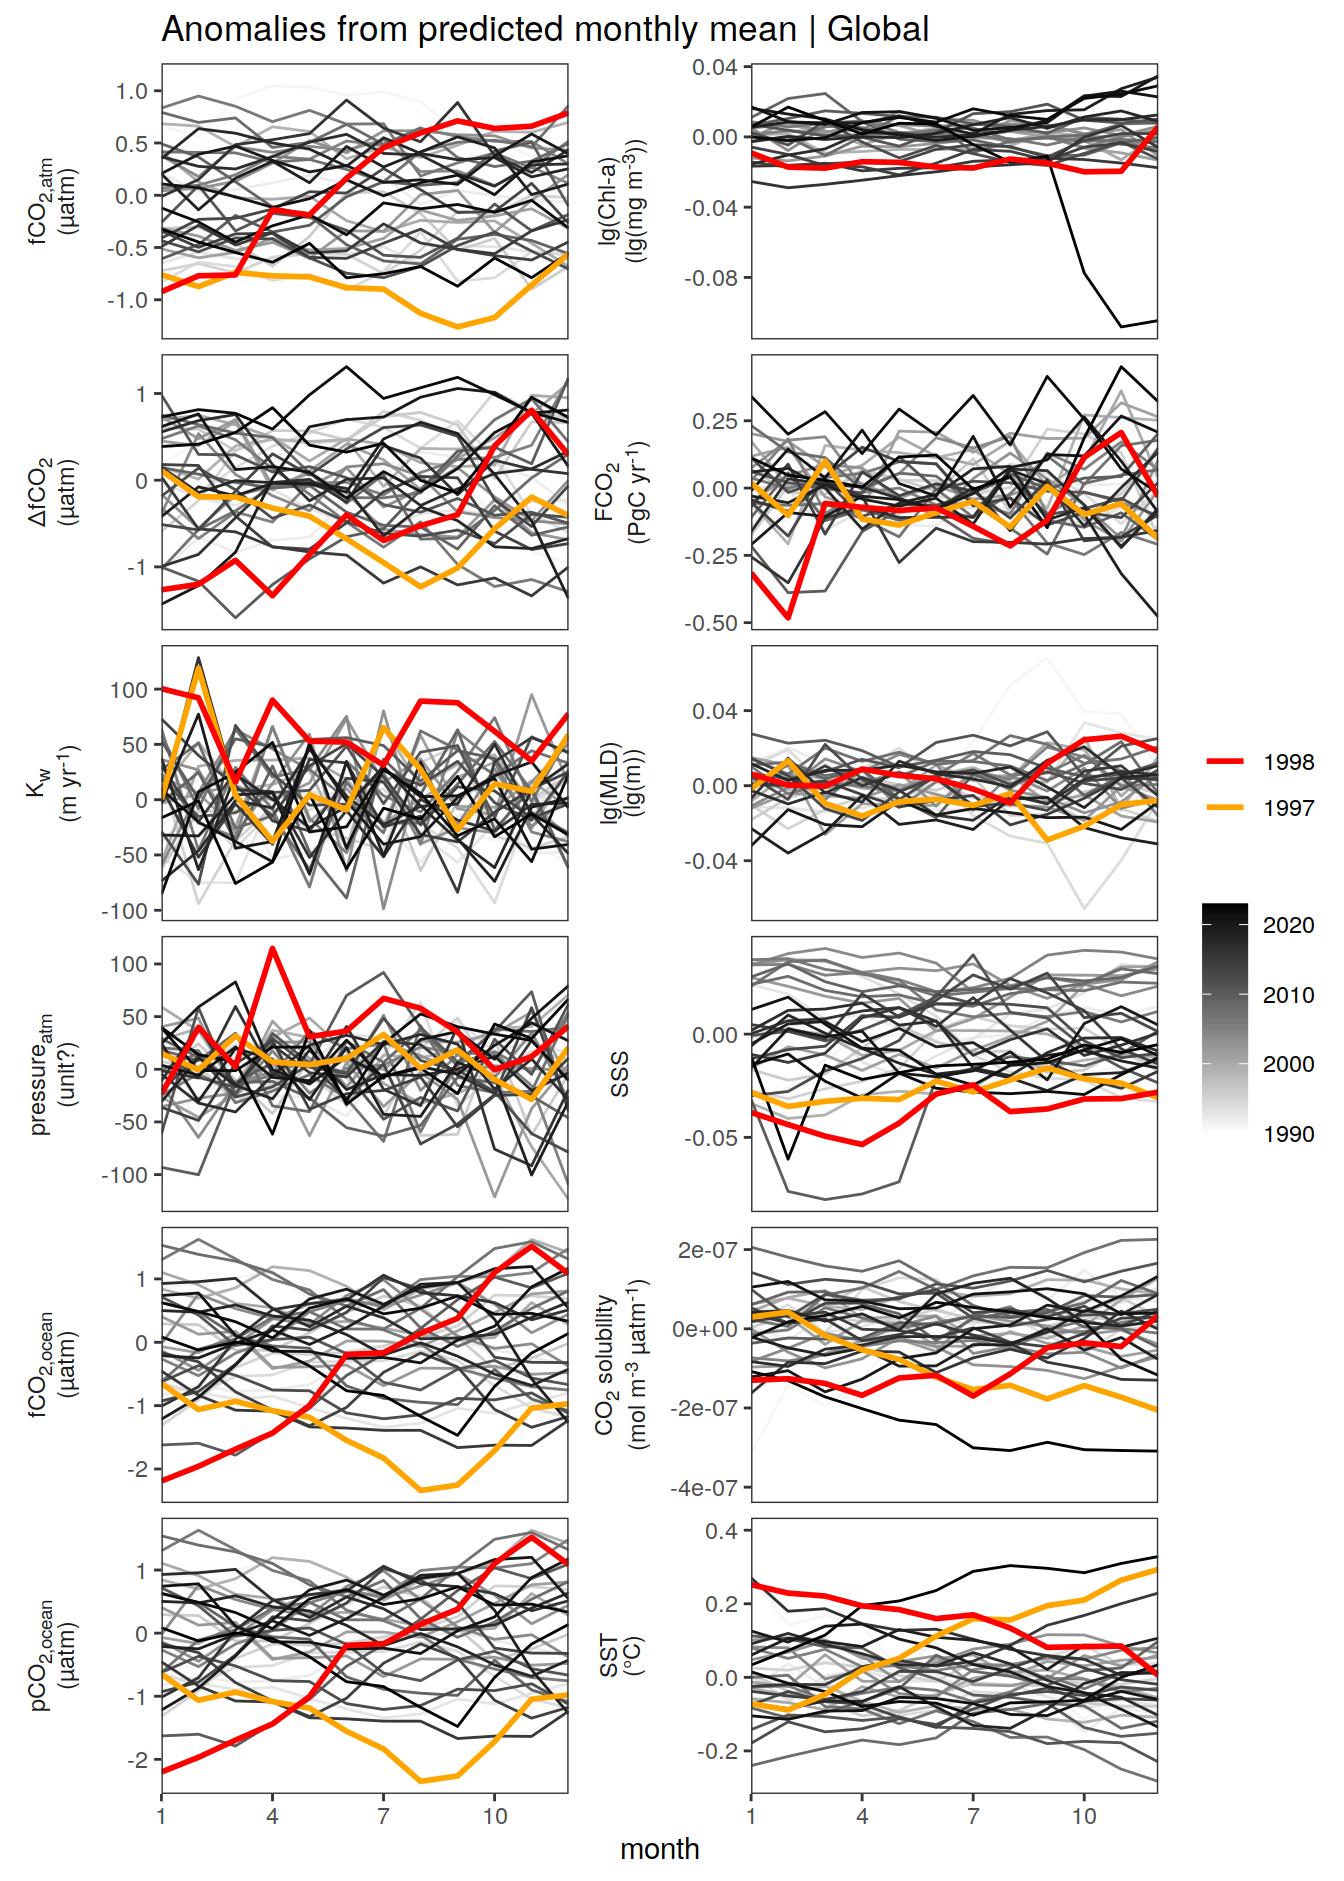 Anomalies from predicted monthly mean | Global
fCO2,atm
(µatm)
1.0
0.5
0.0
-0.5
-1.0
lg(Chl-a)
(lg(mg m-3))
0.04
0.00
-0.04
-0.08
ΔfCO2
(µatm)
1
0
-1
FCO2
(PgC yr-1)
0.25
0.00
-0.25
-0.50
Kw
(m yr-1)
100
50
0
-50
-100
lg(MLD)
(lg(m))
0.04
0.00
-0.04
pressureatm
(unit?)
100
50
0
-50
-100
SSS
0.00
-0.05
fCO2,ocean
(µatm)
1
0
-1
-2
CO2 solubility
(mol m-3 µatm-1)
2e-07
0e+00
-2e-07
-4e-07
pCO2,ocean
(µatm)
1
0
-1
-2
SST
(°C)
0.4
0.2
0.0
-0.2
1 4 7 10
1 4 7 10
month
1998
1997
2020
2010
2000
1990